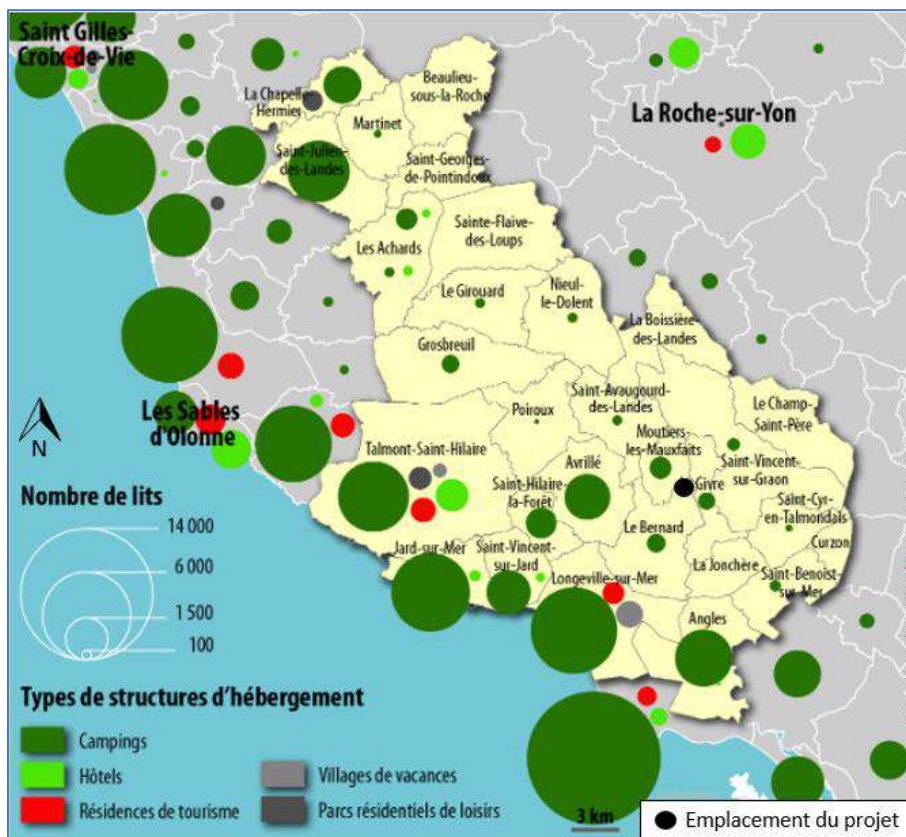 Saint Gilles-
Croix-de-Vie
La Chapelle-
Hermier
Beaulieu-
sous-la-Roche
Martinet
La Roche-sur-Yon
Saint-Julien-
des-Landes
Saint-Georges-
de-Pointindoux
Les Achards
Sainte-Flaive-
des-Loups
Le Girouard
Nieul-
le-Dolent
La Boissière-
des-Landes
Grosbreuil
Les Sables
d'Olonne
N
Saint-Avaugourd-
des-Landes
Poiroux
Le Champ-
Saint-Père
Moutiers-
les-Mauxfaits
Talmont-Saint-Hilaire
Avrillé
Saint-Vincent-
sur-Graon
Givre
Saint-Hilaire-
la-Forêt
Saint-Cyr-
en-Talmondais
Le Bernard
Curzon
Jard-sur-Mer
Saint-Vincent-
sur-Jard
Longeville-sur-Mer
La Jonchère
Saint-Benoist-
sur-Mer
Angles
Nombre de lits
14 000
6 000
1 500
100
Types de structures d'hébergement
Campings
Hôtels
Résidences de tourisme
Villages de vacances
Parcs résidentiels de loisirs
3 km
Emplacement du projet